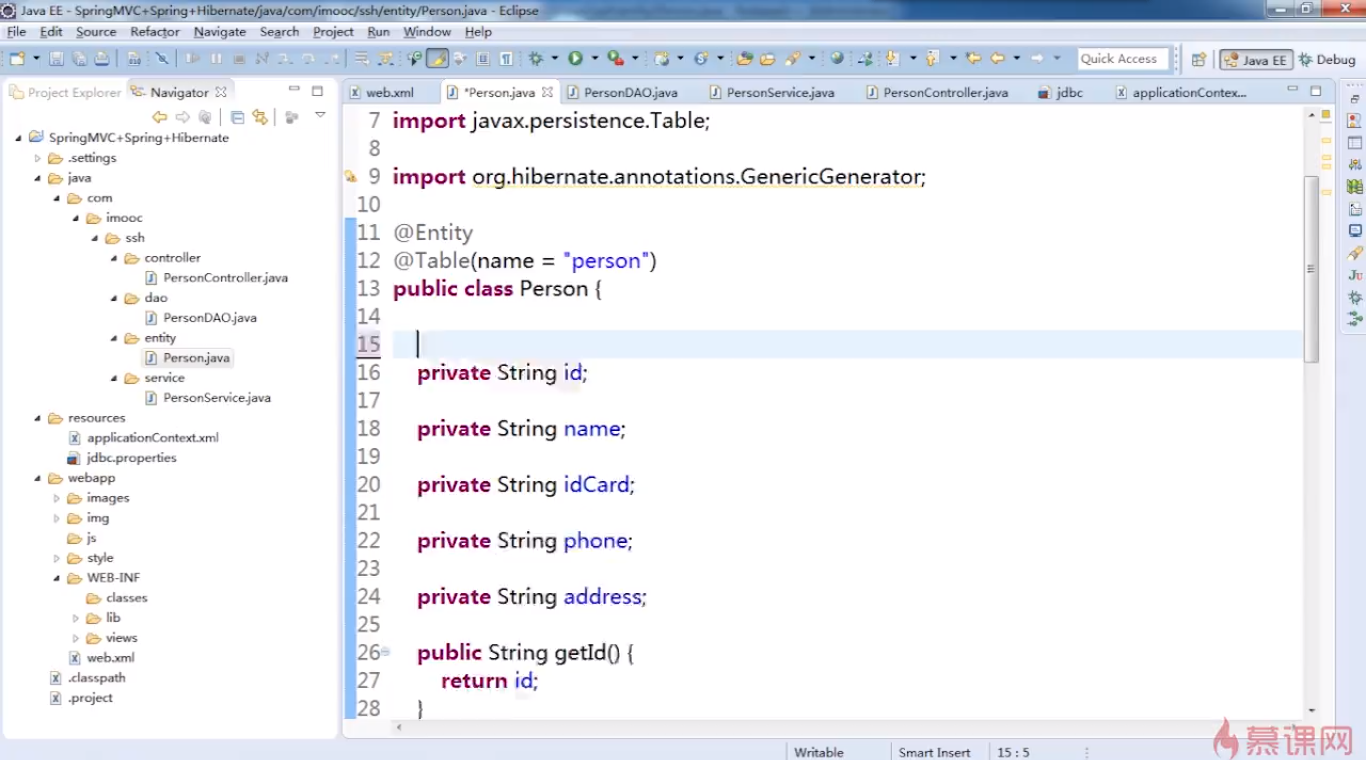 Java EE - SpringMVC+Spring+Hibernate/java/com/imooc/ssh/entity/Person.java - Eclipse
File Edit Source Refactor Navigate Search Project Run Window Help
Quick Access Java EE Debug
Project Explorer Navigator
web.xml *Person.java PersonDAO.java PersonService.java PersonController.java jdbc applicationContex...
SpringMVC+Spring+Hibernate
.settings
java
com
imooc
ssh
controller
PersonController.java
dao
PersonDAO.java
entity
Person.java
service
PersonService.java
resources
applicationContext.xml
jdbc.properties
webapp
images
img
js
style
WEB-INF
classes
lib
views
web.xml
.classpath
.project
7 import javax.persistence.Table;
8
9 import org.hibernate.annotations.GenericGenerator;
10
11 @Entity
12 @Table(name = "person")
13 public class Person {
14
15
16 private String id;
17
18 private String name;
19
20 private String idCard;
21
22 private String phone;
23
24 private String address;
25
26 public String getId() {
27 return id;
28 }
Ju
Writable Smart Insert 15 : 5
慕课网